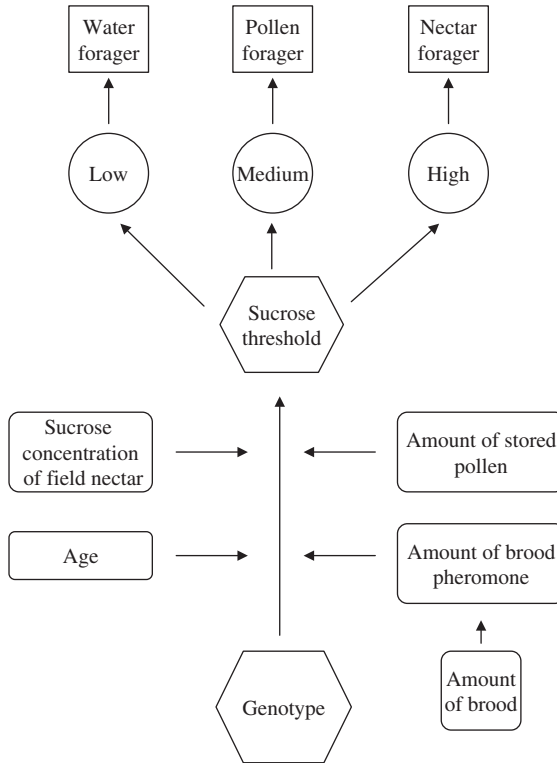 Water
forager
Pollen
forager
Nectar
forager
Low
Medium
High
Sucrose
threshold
Sucrose
concentration
of field nectar
Amount of stored
pollen
Age
Amount of brood
pheromone
Genotype
Amount
of brood